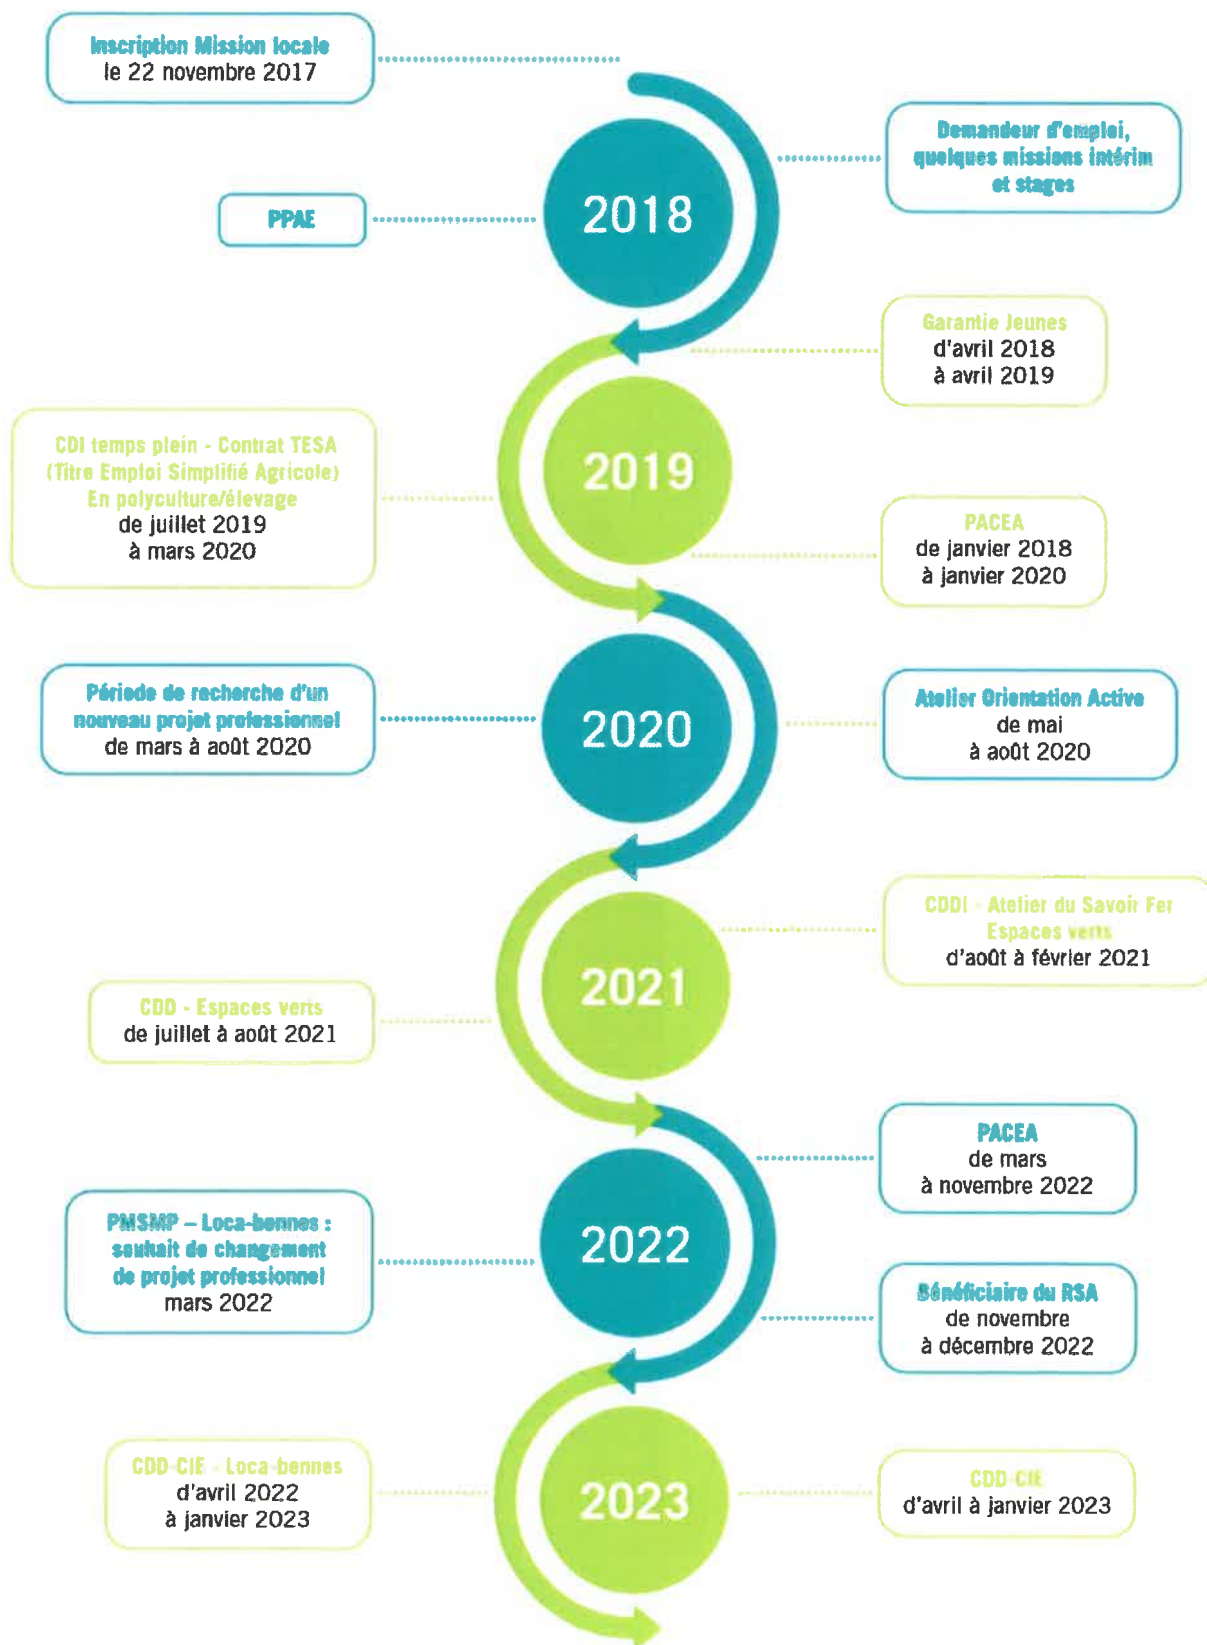 Inscription Mission locale
le 22 novembre 2017
Demandeur d'emploi,
quelques missions intérim
et stages
PPAE
2018
Garantie Jeunes
d'avril 2018
à avril 2019
CDI temps plein - Contrat TESA
(Titre Emploi Simplifié Agricole)
En polyculture/élevage
de juillet 2019
à mars 2020
2019
PACEA
de janvier 2018
à janvier 2020
Période de recherche d'un
nouveau projet professionnel
de mars à août 2020
2020
Atelier Orientation Active
de mai
à août 2020
CDDI - Atelier du Savoir Fer
Espaces verts
d'août à février 2021
2021
CDD - Espaces verts
de juillet à août 2021
PACEA
de mars
à novembre 2022
PMSMP – Loca-bennes :
souhait de changement
de projet professionnel
mars 2022
2022
Bénéficiaire du RSA
de novembre
à décembre 2022
CDD-CIE - Loca-bennes
d'avril 2022
à janvier 2023
2023
CDD-CIE
d'avril à janvier 2023